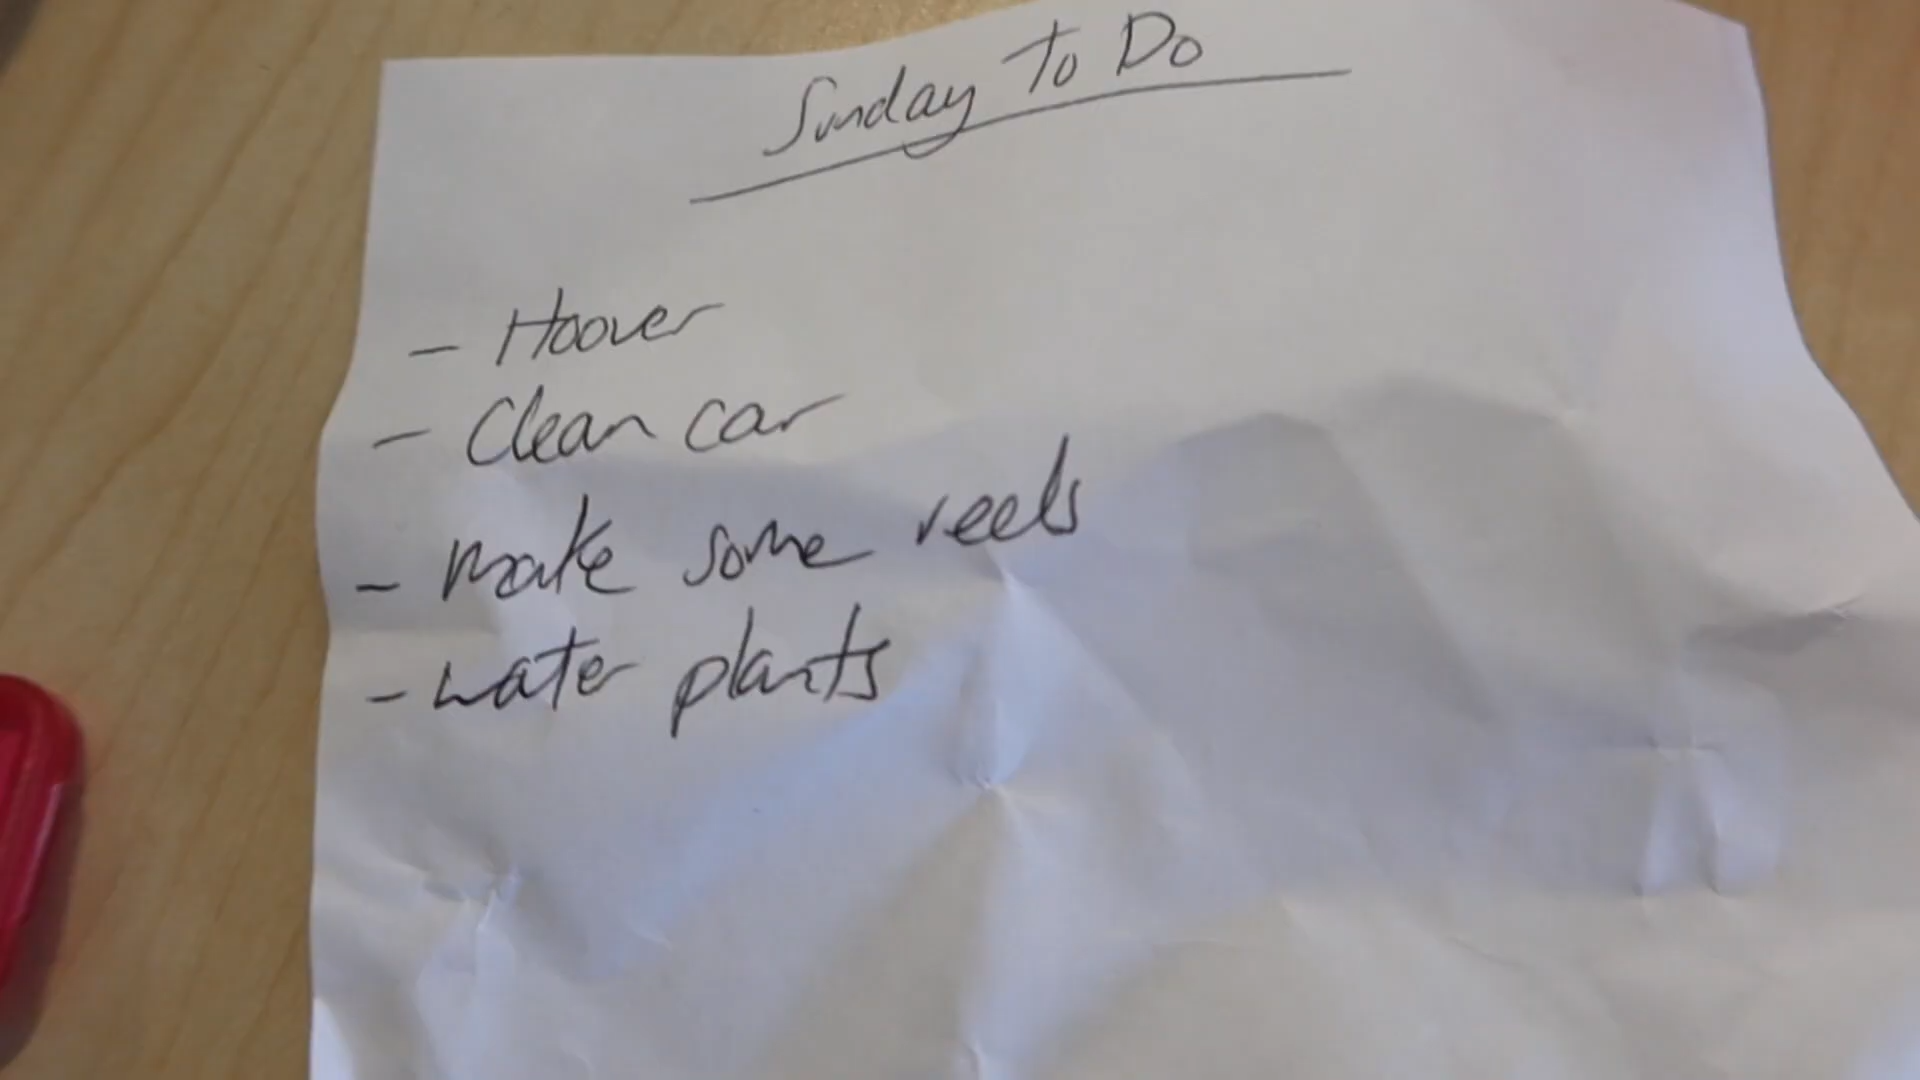 Sunday To Do
- Hoover
- Clean car
- make some reels
- water plants